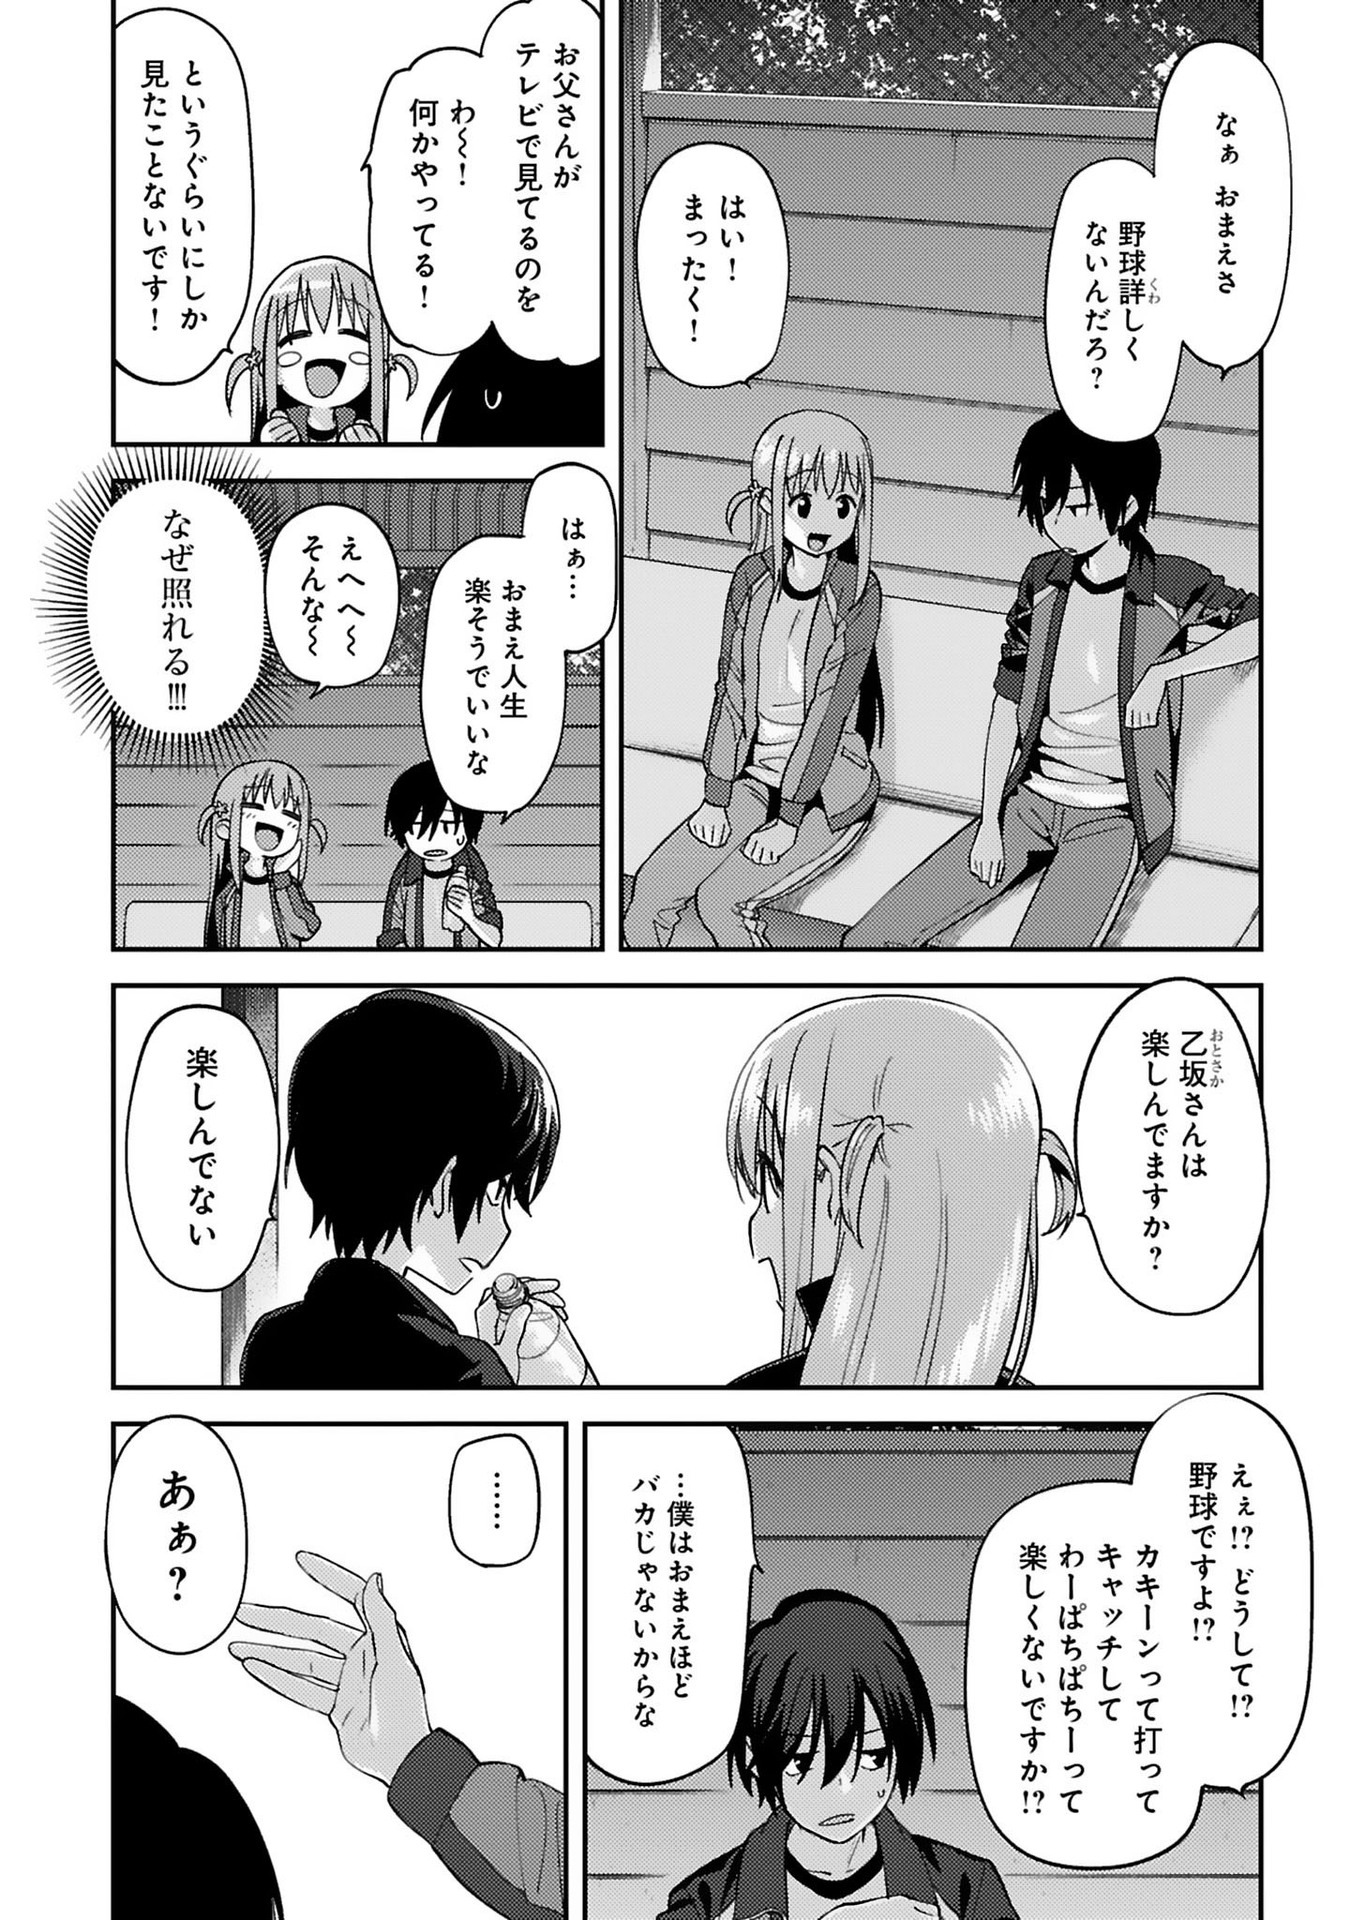 なぁ おまえさ
野球詳しく
くわ
ないんだろ?
はい!
まったく!
お父さんが
テレビで見てるのを
わ〜!
何かやってる!
というぐらいにしか
見たことないです!
はぁ…
おまえ人生
楽そうでいいな
えへへ〜
そんな〜
なぜ照れる!!!
乙坂さんは
おとさか
楽しんでますか?
楽しんでない
えぇ!? どうして!?
野球ですよ!?
カキーンって打って
キャッチして
わーぱちぱちーって
楽しくないですか!?
…僕はおまえほど
バカじゃないからな
……
あぁ?